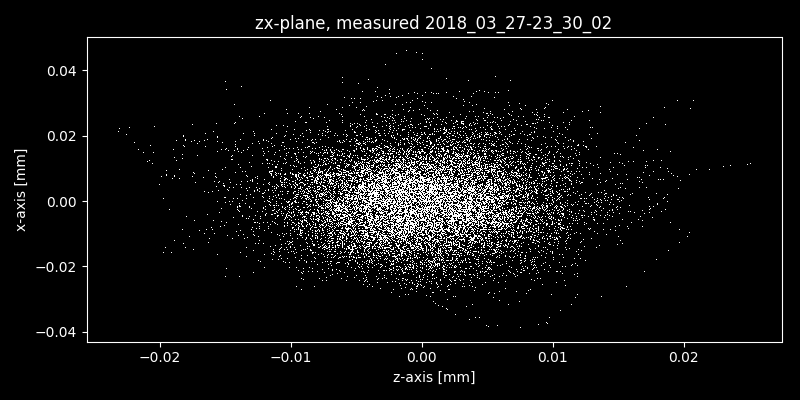 zx-plane, measured 2018_03_27-23_30_02
0.04
0.02
0.00
−0.02
−0.04
x-axis [mm]
−0.02 −0.01 0.00 0.01 0.02
z-axis [mm]